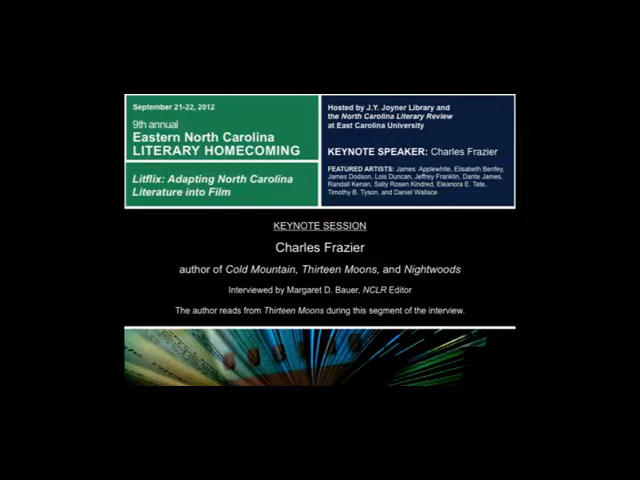 September 21-22, 2012
9th annual
Eastern North Carolina
LITERARY HOMECOMING
Litflix: Adapting North Carolina
Literature into Film
Hosted by J.Y. Joyner Library and
the North Carolina Literary Review
at East Carolina University
KEYNOTE SPEAKER: Charles Frazier
FEATURED ARTISTS: James Applewhite, Elisabeth Benfey,
James Dodson, Lois Duncan, Jeffrey Franklin, Dante James,
Randall Kenan, Sally Rosen Kindred, Eleanora E. Tate,
Timothy B. Tyson, and Daniel Wallace
KEYNOTE SESSION
Charles Frazier
author of Cold Mountain, Thirteen Moons, and Nightwoods
Interviewed by Margaret D. Bauer, NCLR Editor
The author reads from Thirteen Moons during this segment of the interview.